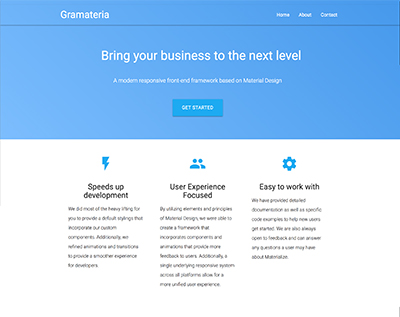 Gramateria
Home About Contact
Bring your business to the next level
A modern responsive front-end framework based on Material Design
GET STARTED
Speeds up
development
We did most of the heavy lifting for
you to provide a default stylings that
incorporate our custom
components. Additionally, we
refined animations and transitions
to provide a smoother experience
for developers.
User Experience
Focused
By utilizing elements and principles
of Material Design, we were able to
create a framework that
incorporates components and
animations that provide more
feedback to users. Additionally, a
single underlying responsive system
across all platforms allow for a
more unified user experience.
Easy to work with
We have provided detailed
documentation as well as specific
code examples to help new users
get started. We are also always
open to feedback and can answer
any questions a user may have
about Materialize.